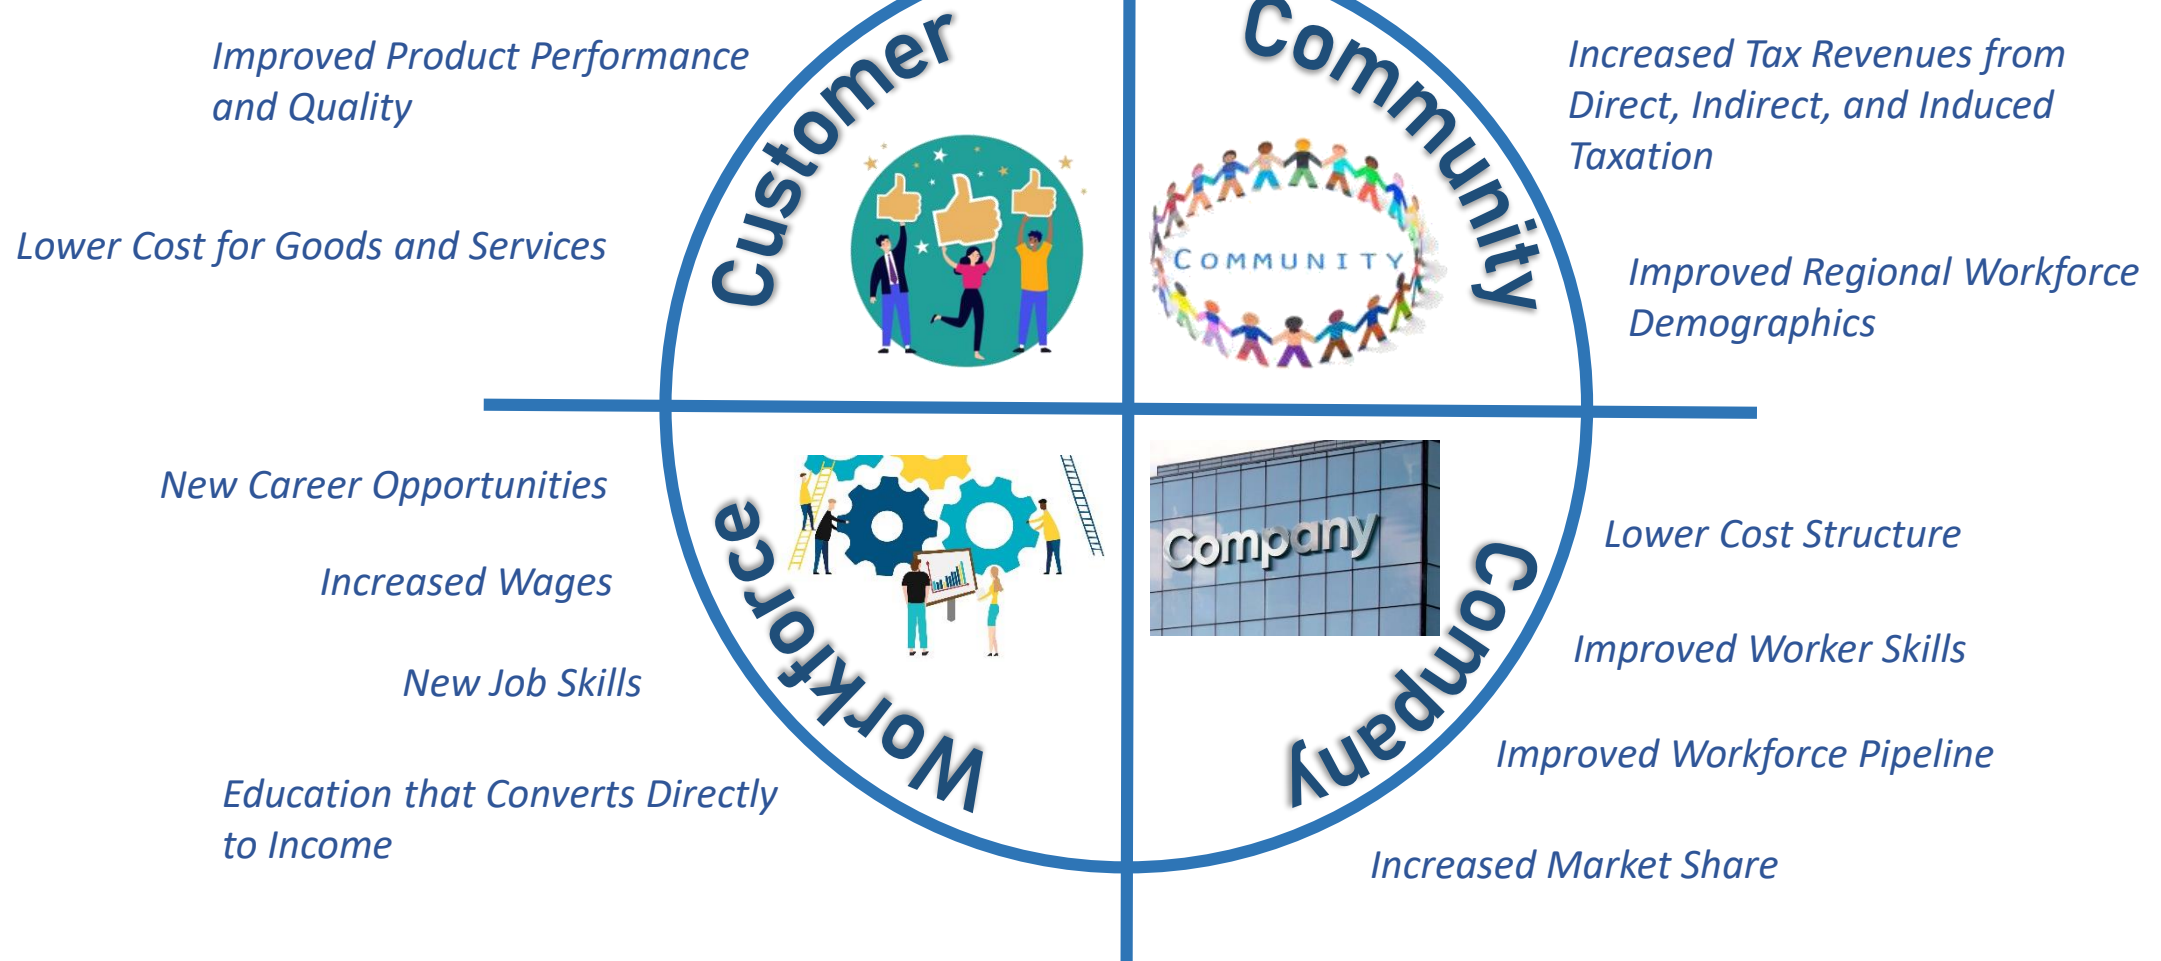 Customer
Improved Product Performance
and Quality
Lower Cost for Goods and Services
Community
COMMUNITY
Increased Tax Revenues from
Direct, Indirect, and Induced
Taxation
Improved Regional Workforce
Demographics
Workforce
New Career Opportunities
Increased Wages
New Job Skills
Education that Converts Directly
to Income
Company
Company
Lower Cost Structure
Improved Worker Skills
Improved Workforce Pipeline
Increased Market Share